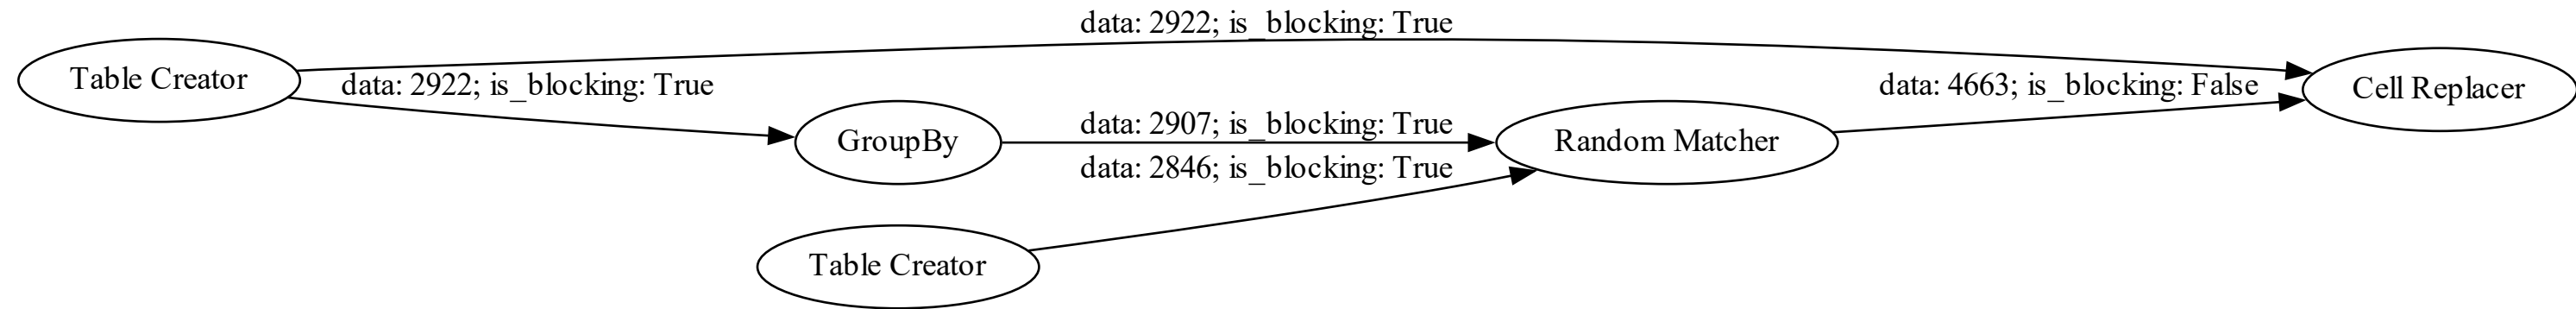 data: 2922; is_blocking: True
Table Creator
data: 2922; is_blocking: True
data: 4663; is_blocking: False
Cell Replacer
GroupBy
data: 2907; is_blocking: True
Random Matcher
data: 2846; is_blocking: True
Table Creator